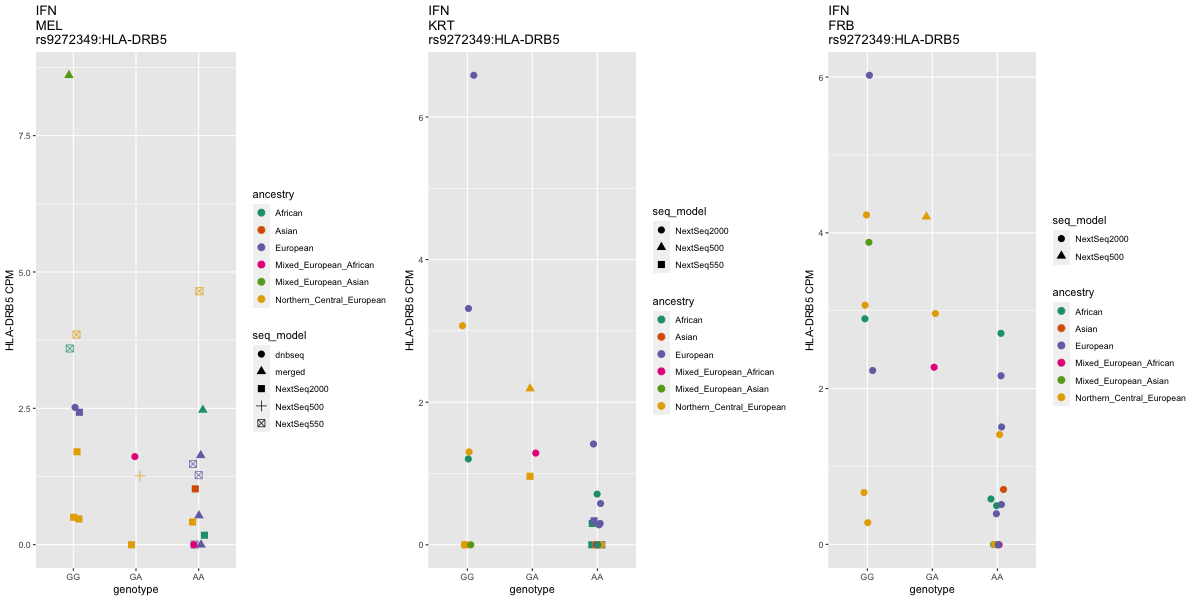 IFN
MEL
rs9272349:HLA-DRB5
HLA-DRB5 CPM
7.5
5.0
2.5
0.0
GG
GA
AA
genotype
ancestry
African
Asian
European
Mixed_European_African
Mixed_European_Asian
Northern_Central_European
seq_model
dnbseq
merged
NextSeq2000
NextSeq500
NextSeq550
IFN
KRT
rs9272349:HLA-DRB5
HLA-DRB5 CPM
6
4
2
0
GG
GA
AA
genotype
seq_model
NextSeq2000
NextSeq500
NextSeq550
ancestry
African
Asian
European
Mixed_European_African
Mixed_European_Asian
Northern_Central_European
IFN
FRB
rs9272349:HLA-DRB5
HLA-DRB5 CPM
6
4
2
0
GG
GA
AA
genotype
seq_model
NextSeq2000
NextSeq500
ancestry
African
Asian
European
Mixed_European_African
Mixed_European_Asian
Northern_Central_European